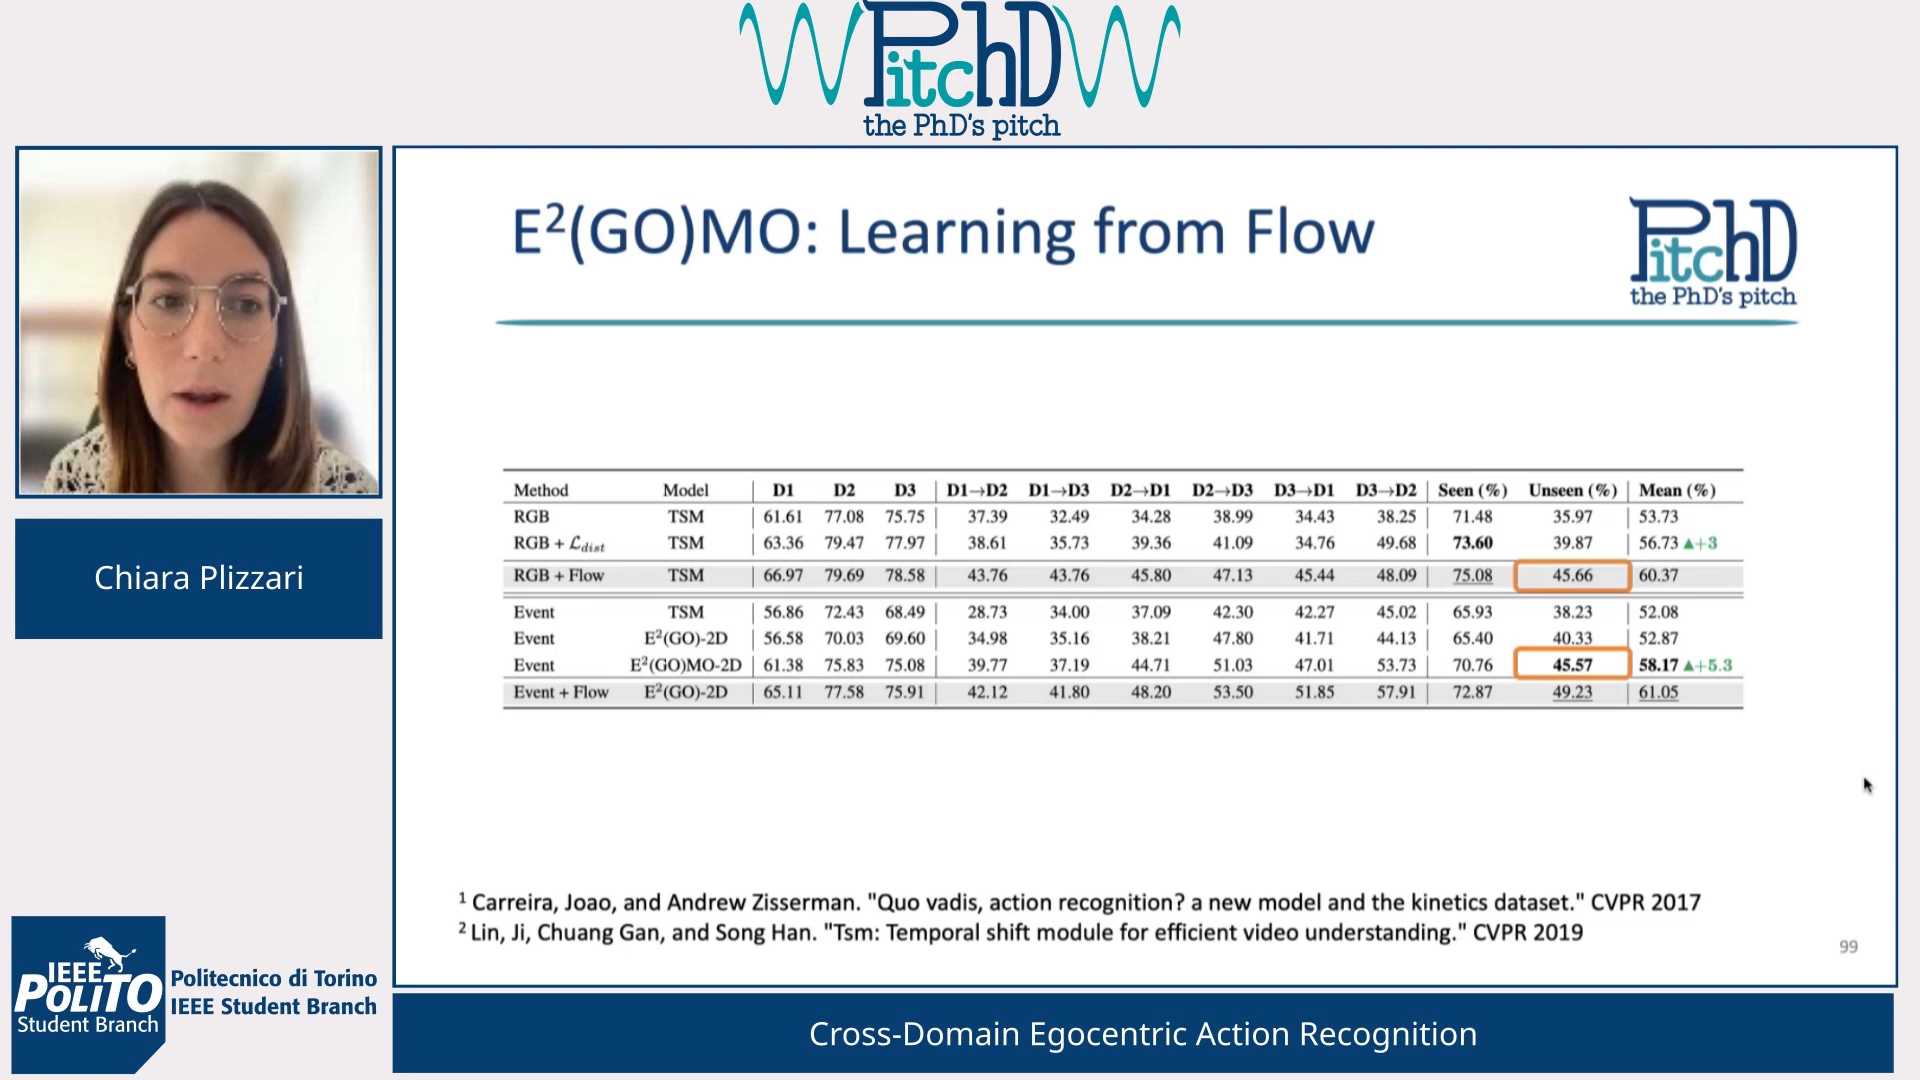 PitchD
the PhD's pitch
E²(GO)MO: Learning from Flow
PitchD
the PhD's pitch
Method Model D1 D2 D3 D1→D2 D1→D3 D2→D1 D2→D3 D3→D1 D3→D2 Seen (%) Unseen (%) Mean (%)
RGB TSM 61.61 77.08 75.75 37.39 32.49 34.28 38.99 34.43 38.25 71.48 35.97 53.73
RGB + ℒdist TSM 63.36 79.47 77.97 38.61 35.73 39.36 41.09 34.76 49.68 73.60 39.87 56.73 ▲+3
RGB + Flow TSM 66.97 79.69 78.58 43.76 43.76 45.80 47.13 45.44 48.09 75.08 45.66 60.37
Event TSM 56.86 72.43 68.49 28.73 34.00 37.09 42.30 42.27 45.02 65.93 38.23 52.08
Event E²(GO)-2D 56.58 70.03 69.60 34.98 35.16 38.21 47.80 41.71 44.13 65.40 40.33 52.87
Event E²(GO)MO-2D 61.38 75.83 75.08 39.77 37.19 44.71 51.03 47.01 53.73 70.76 45.57 58.17 ▲+5.3
Event + Flow E²(GO)-2D 65.11 77.58 75.91 42.12 41.80 48.20 53.50 51.85 57.91 72.87 49.23 61.05
¹ Carreira, Joao, and Andrew Zisserman. "Quo vadis, action recognition? a new model and the kinetics dataset." CVPR 2017
² Lin, Ji, Chuang Gan, and Song Han. "Tsm: Temporal shift module for efficient video understanding." CVPR 2019
99
Chiara Plizzari
IEEE
POLITO
Student Branch
Politecnico di Torino
IEEE Student Branch
Cross-Domain Egocentric Action Recognition